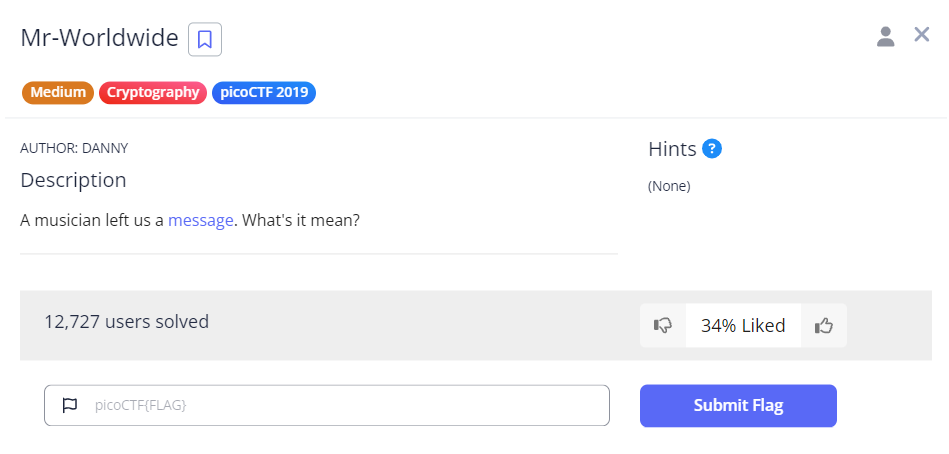 Mr-Worldwide
Medium Cryptography picoCTF 2019
AUTHOR: DANNY
Description
A musician left us a message. What's it mean?
Hints ?
(None)
12,727 users solved
34% Liked
picoCTF{FLAG}
Submit Flag